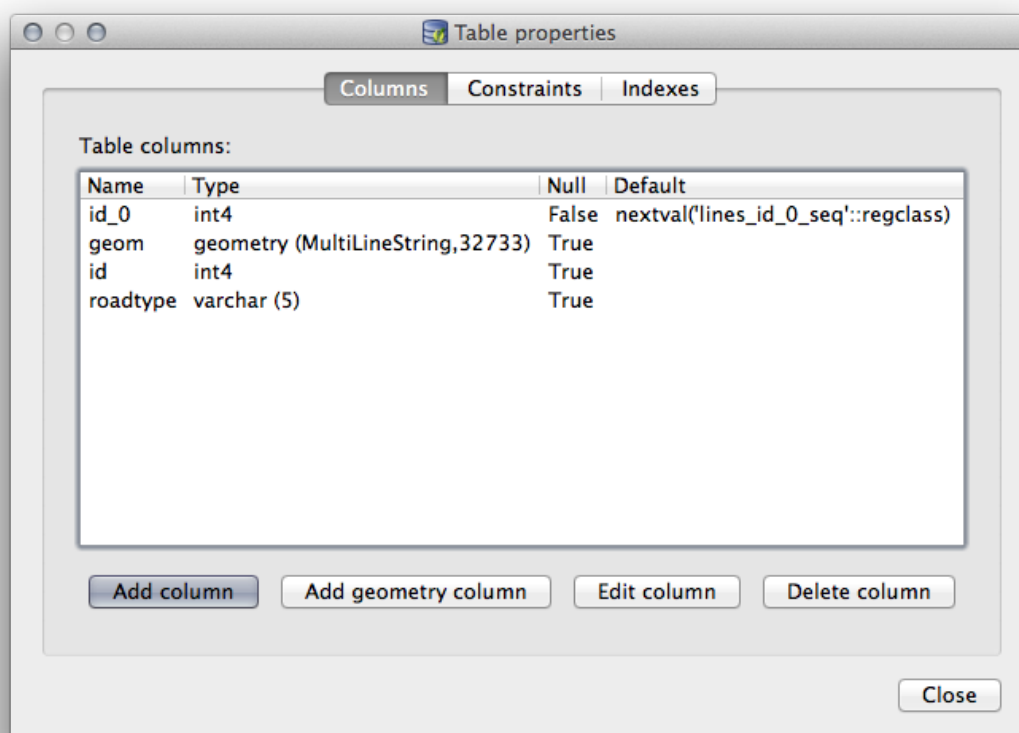 Table properties
Columns Constraints Indexes
Table columns:
Name Type Null Default
id_0 int4 False nextval('lines_id_0_seq'::regclass)
geom geometry (MultiLineString,32733) True
id int4 True
roadtype varchar (5) True
Add column Add geometry column Edit column Delete column
Close